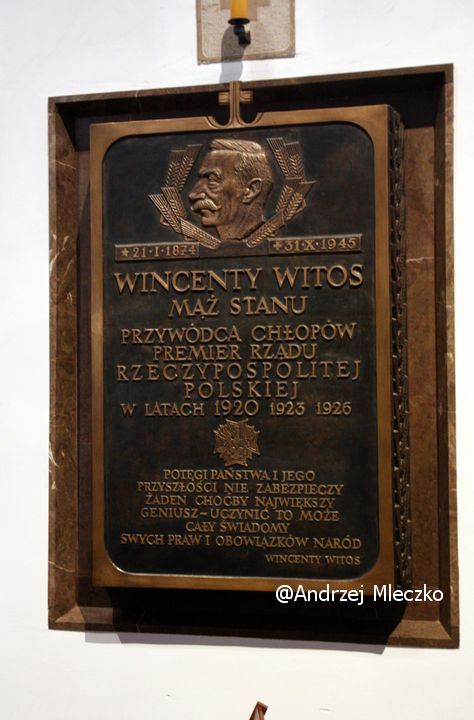 ★21·I·1874
✝31·X·1945
WINCENTY WITOS
MĄŻ STANU
PRZYWÓDCA CHŁOPÓW
PREMIER RZĄDU
RZECZYPOSPOLITEJ
POLSKIEJ
W LATACH 1920 1923 1926
POTĘGI PAŃSTWA I JEGO
PRZYSZŁOŚCI NIE ZABEZPIECZY
ŻADEN CHOĆBY NAJWIĘKSZY
GENIUSZ – UCZYNIĆ TO MOŻE
CAŁY ŚWIADOMY
SWYCH PRAW I OBOWIĄZKÓW NARÓD
WINCENTY WITOS
@Andrzej Mleczko